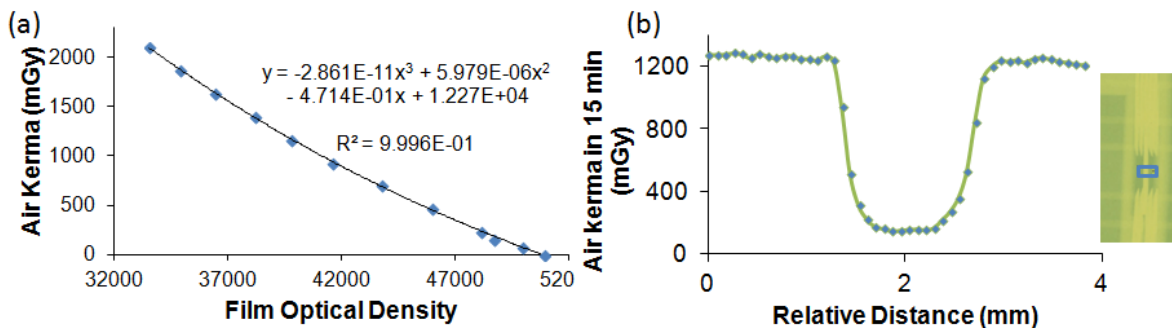 (a)
Air Kerma (mGy)
2000
1500
1000
500
0
y = -2.861E-11x³ + 5.979E-06x²
- 4.714E-01x + 1.227E+04
R² = 9.996E-01
32000 37000 42000 47000 520
Film Optical Density
(b)
Air kerma in 15 min
(mGy)
1200
800
400
0
0 2 4
Relative Distance (mm)